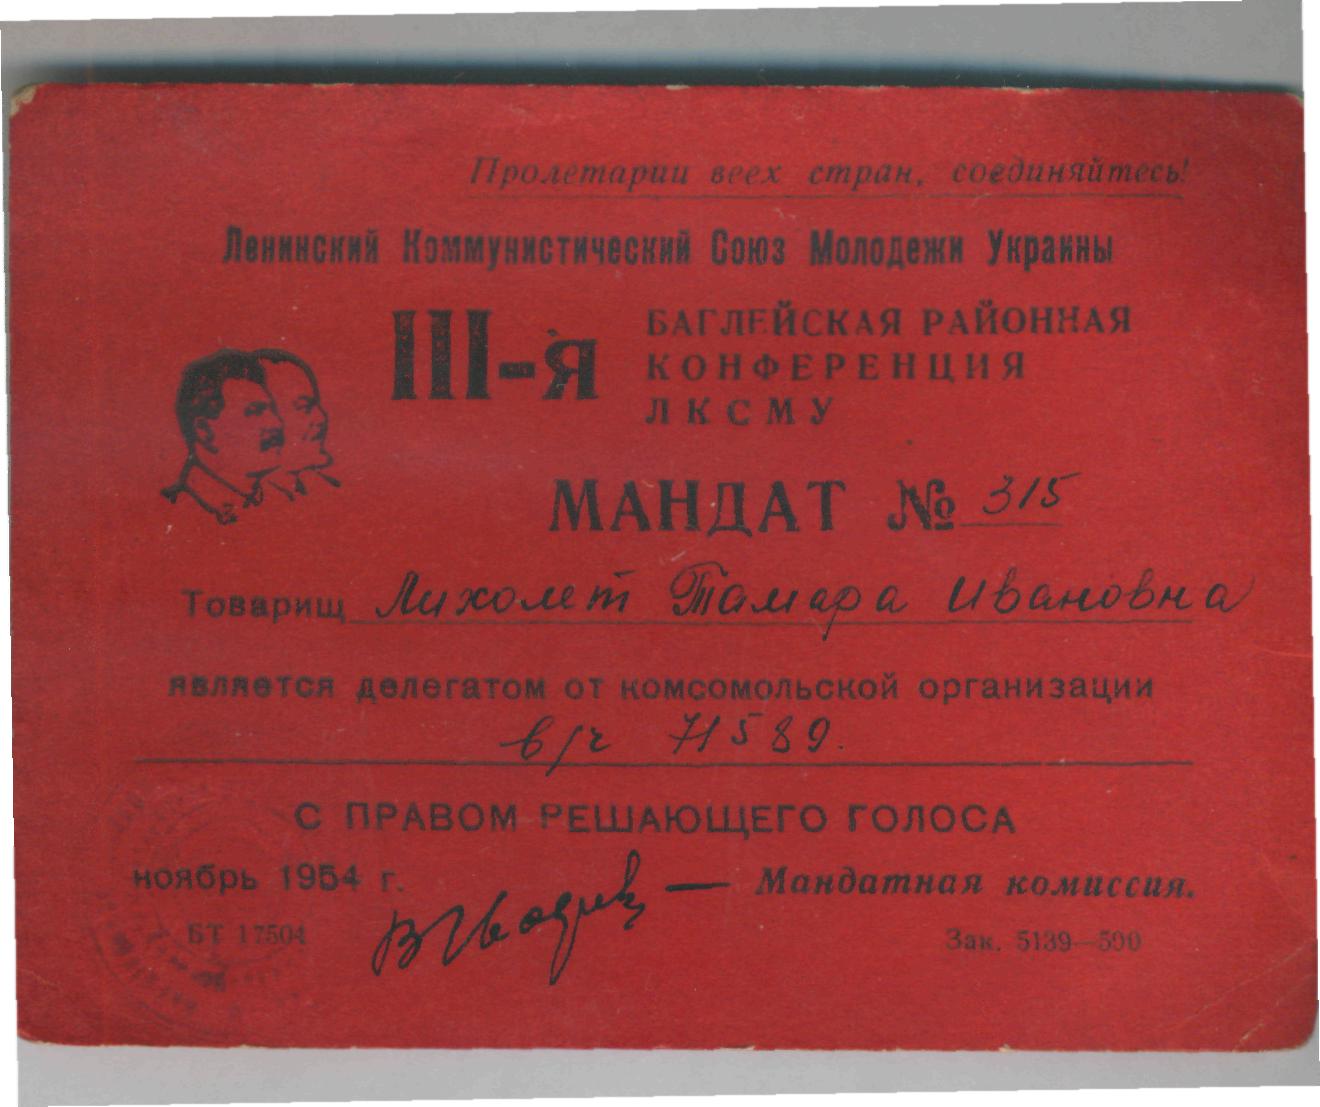 Пролетарии всех стран, соединяйтесь!
Ленинский Коммунистический Союз Молодежи Украины
III-я БАГЛЕЙСКАЯ РАЙОННАЯ
КОНФЕРЕНЦИЯ
ЛКСМУ
МАНДАТ № 315
Товарищ Лихолет Тамара Ивановна
является делегатом от комсомольской организации
в/ч 71589.
С ПРАВОМ РЕШАЮЩЕГО ГОЛОСА
ноябрь 1954 г. — Мандатная комиссия.
БТ 17504 Зак. 5139—500